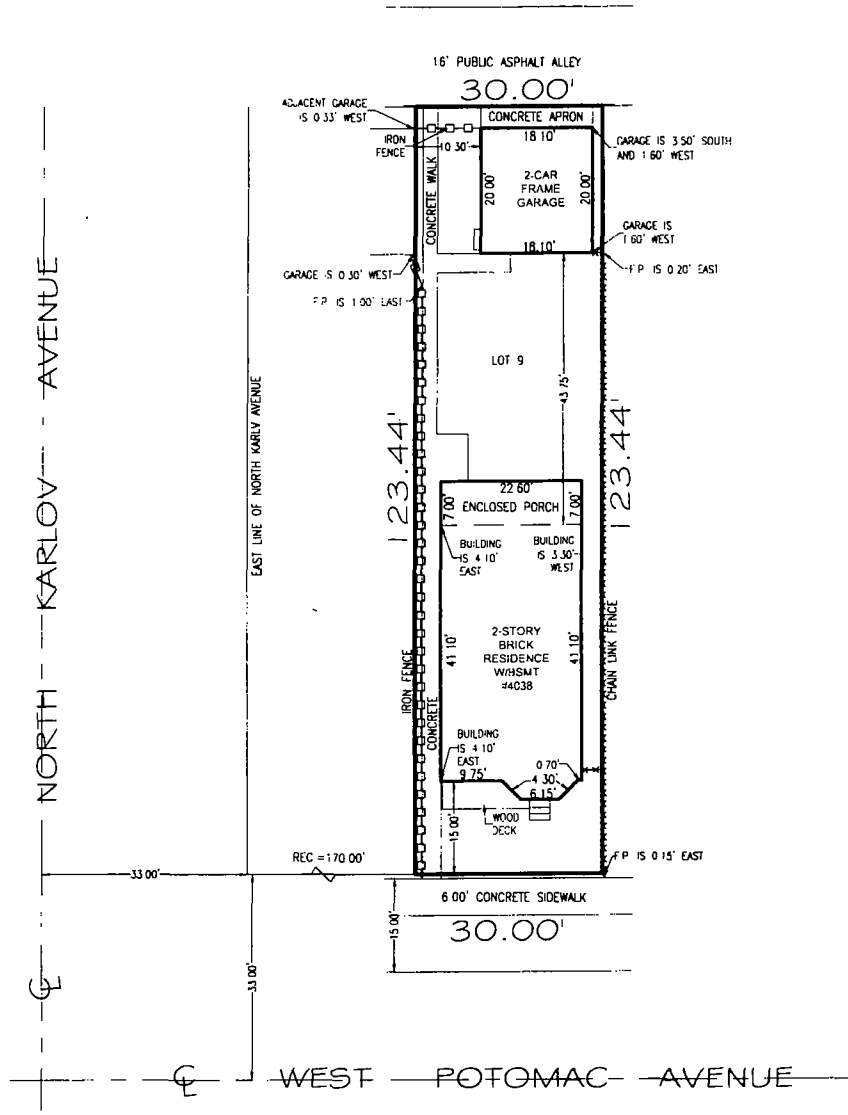 16' PUBLIC ASPHALT ALLEY
30.00'
ADJACENT GARAGE
IS 0.33' WEST
IRON
FENCE
10 30'
CONCRETE APRON
18.10'
GARAGE IS 3.50' SOUTH
AND 1.60' WEST
CONCRETE WALK
20 00'
2-CAR
FRAME
GARAGE
20 00'
GARAGE IS
1.60' WEST
18.10'
GARAGE IS 0 30' WEST
F.P. IS 0.20' EAST
F.P. IS 1.00' EAST
LOT 9
43 75'
NORTH KARLOV AVENUE
EAST LINE OF NORTH KARLV AVENUE
123.44'
123.44'
22 60'
7 00'
ENCLOSED PORCH
7 00'
BUILDING
IS 4 10'
EAST
BUILDING
IS 3.30'
WEST
41 10'
2-STORY
BRICK
RESIDENCE
W/BSMT
#4038
41 10'
IRON FENCE
CONCRETE
CHAIN LINK FENCE
BUILDING
IS 4 10'
EAST
9 75'
0.70'
4.30'
6.15'
15 00'
WOOD
DECK
REC =170 00'
F.P. IS 0 15' EAST
33 00'
6 00' CONCRETE SIDEWALK
30.00'
15 00'
33 00'
CL
CL WEST POTOMAC AVENUE